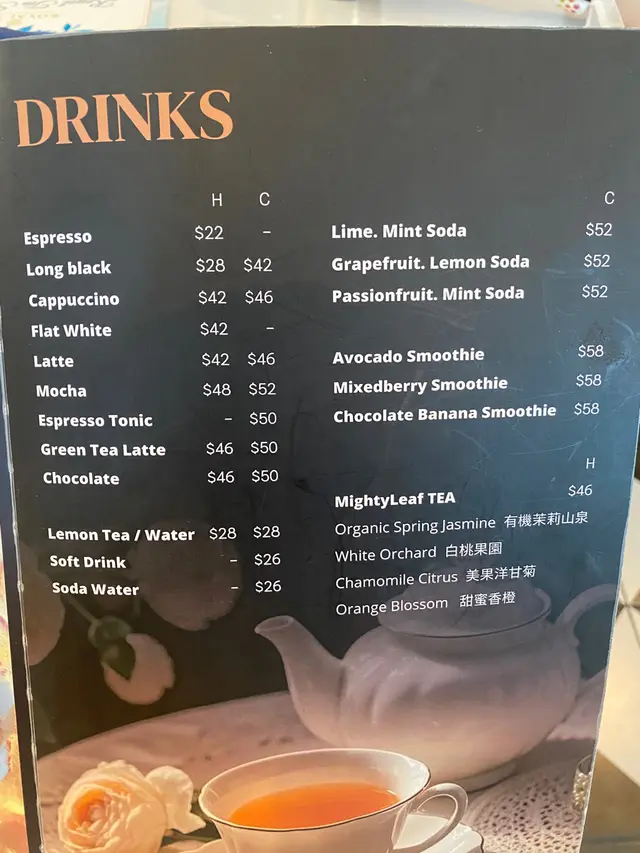 DRINKS
H C
Espresso $22 –
Long black $28 $42
Cappuccino $42 $46
Flat White $42 –
Latte $42 $46
Mocha $48 $52
Espresso Tonic – $50
Green Tea Latte $46 $50
Chocolate $46 $50
Lemon Tea / Water $28 $28
Soft Drink – $26
Soda Water – $26
C
Lime. Mint Soda $52
Grapefruit. Lemon Soda $52
Passionfruit. Mint Soda $52
Avocado Smoothie $58
Mixedberry Smoothie $58
Chocolate Banana Smoothie $58
H
MightyLeaf TEA $46
Organic Spring Jasmine 有機茉莉山泉
White Orchard 白桃果園
Chamomile Citrus 美果洋甘菊
Orange Blossom 甜蜜香橙